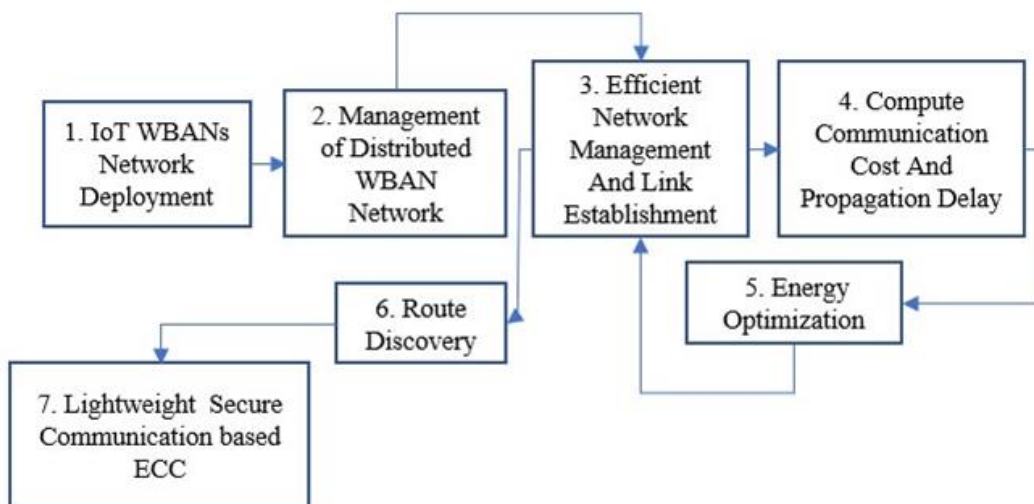 1. IoT WBANs
Network
Deployment
2. Management
of Distributed
WBAN
Network
3. Efficient
Network
Management
And Link
Establishment
4. Compute
Communication
Cost And
Propagation Delay
5. Energy
Optimization
6. Route
Discovery
7. Lightweight Secure
Communication based
ECC